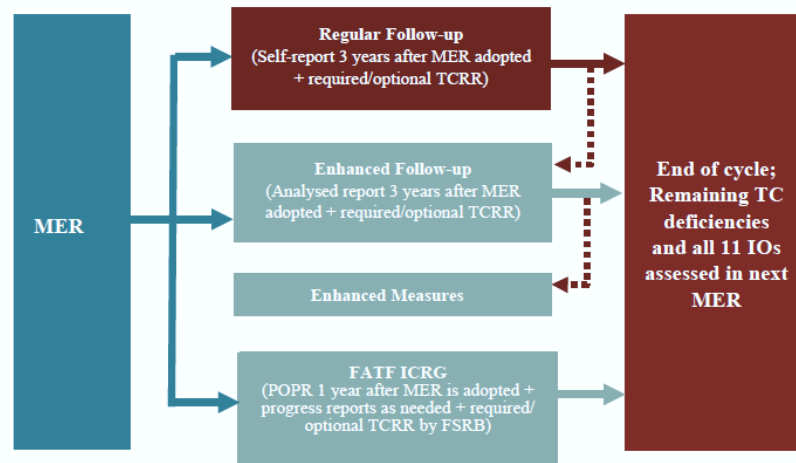 MER
Regular Follow-up
(Self-report 3 years after MER adopted
+ required/optional TCRR)
Enhanced Follow-up
(Analysed report 3 years after MER
adopted + required/optional TCRR)
Enhanced Measures
FATF ICRG
(POPR 1 year after MER is adopted +
progress reports as needed + required/
optional TCRR by FSRB)
End of cycle;
Remaining TC
deficiencies
and all 11 IOs
assessed in next
MER